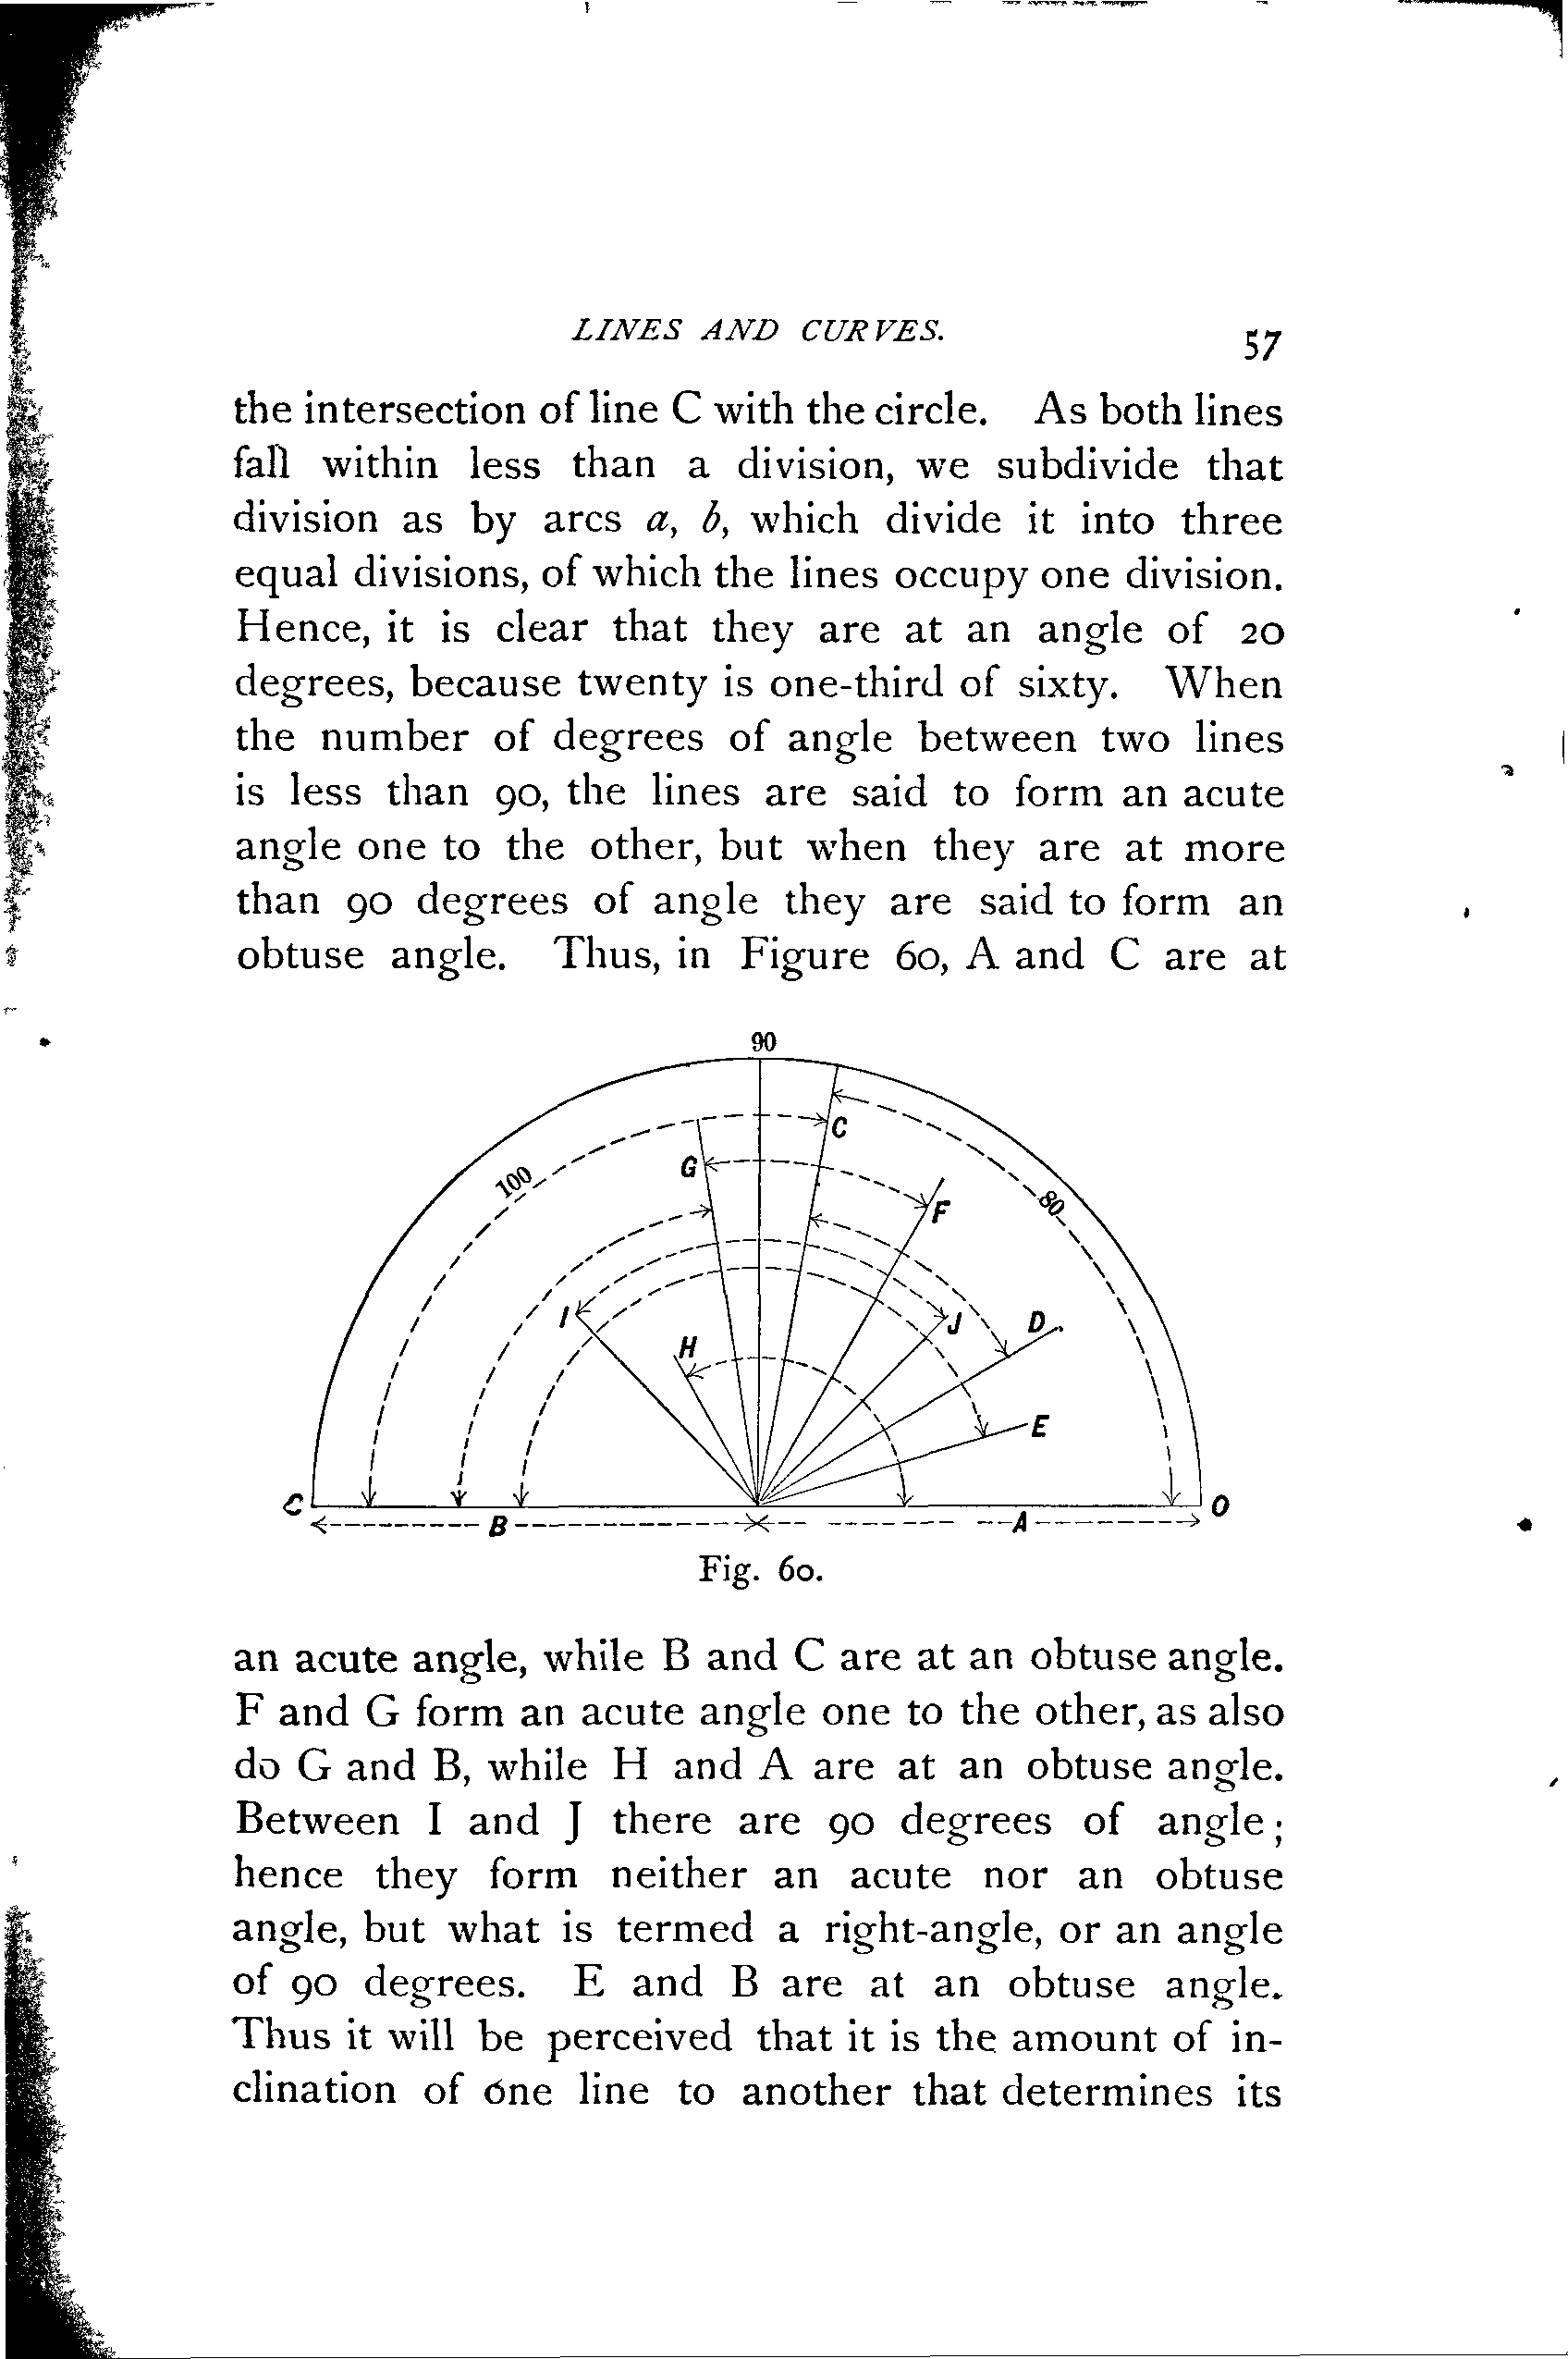 LINES AND CURVES.
57
the intersection of line C with the circle. As both lines
fall within less than a division, we subdivide that
division as by arcs a, b, which divide it into three
equal divisions, of which the lines occupy one division.
Hence, it is clear that they are at an angle of 20
degrees, because twenty is one-third of sixty. When
the number of degrees of angle between two lines
is less than 90, the lines are said to form an acute
angle one to the other, but when they are at more
than 90 degrees of angle they are said to form an
obtuse angle. Thus, in Figure 60, A and C are at
90
C
G
100
F
80
I
J
D
H
E
C
O
B
A
Fig. 60.
an acute angle, while B and C are at an obtuse angle.
F and G form an acute angle one to the other, as also
do G and B, while H and A are at an obtuse angle.
Between I and J there are 90 degrees of angle;
hence they form neither an acute nor an obtuse
angle, but what is termed a right-angle, or an angle
of 90 degrees. E and B are at an obtuse angle.
Thus it will be perceived that it is the amount of in-
clination of one line to another that determines its